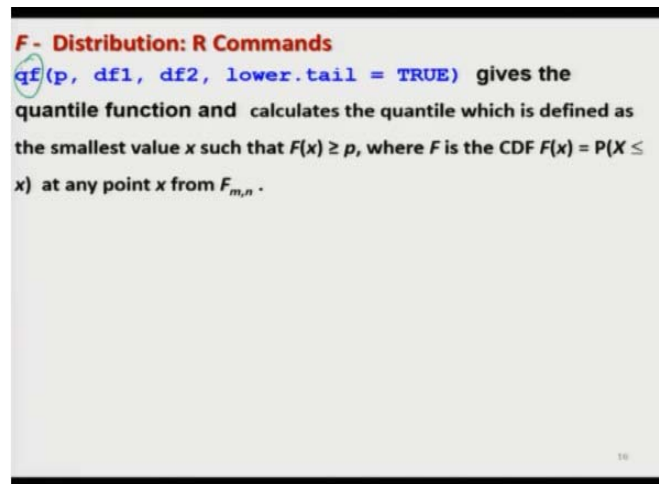 F - Distribution: R Commands
qf(p, df1, df2, lower.tail = TRUE) gives the
quantile function and calculates the quantile which is defined as
the smallest value x such that F(x) ≥ p, where F is the CDF F(x) = P(X ≤
x) at any point x from Fm,n .